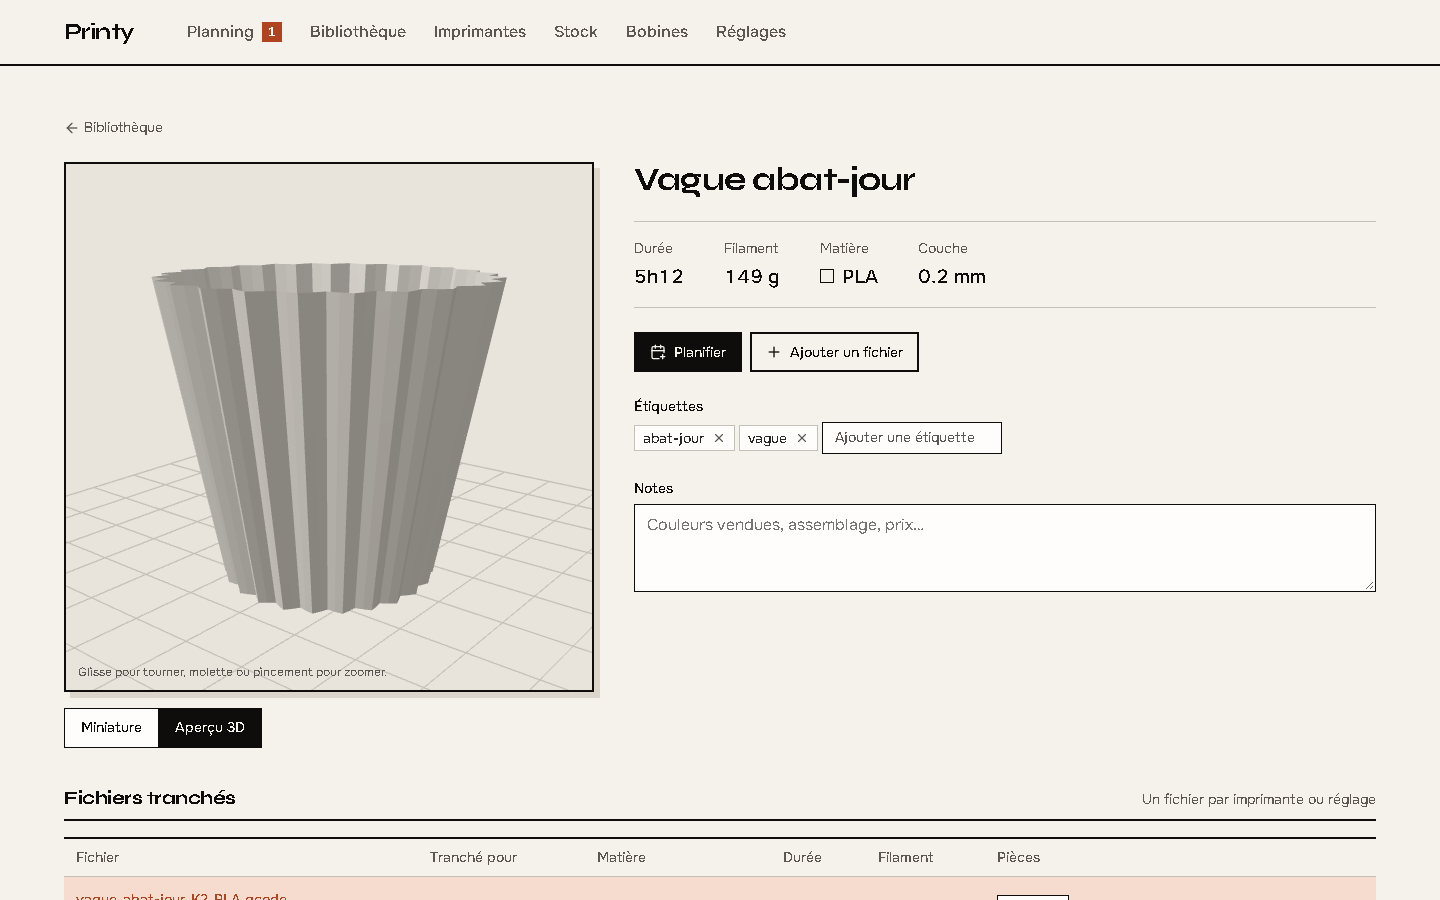 Printy
Planning 1
Bibliothèque
Imprimantes
Stock
Bobines
Réglages
Bibliothèque
Glisse pour tourner, molette ou pincement pour zoomer.
Miniature
Aperçu 3D
Vague abat-jour
Durée
5h12
Filament
149 g
Matière
PLA
Couche
0.2 mm
Planifier
Ajouter un fichier
Étiquettes
abat-jour
vague
Ajouter une étiquette
Notes
Couleurs vendues, assemblage, prix...
Fichiers tranchés
Un fichier par imprimante ou réglage
Fichier
Tranché pour
Matière
Durée
Filament
Pièces